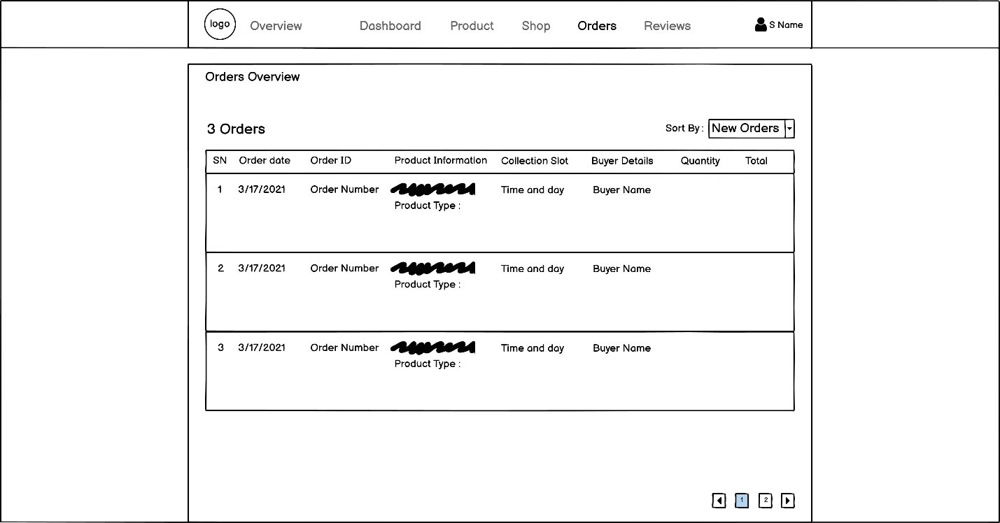 logo Overview Dashboard Product Shop Orders Reviews S Name
Orders Overview
3 Orders Sort By : New Orders
SN Order date Order ID Product Information Collection Slot Buyer Details Quantity Total
1 3/17/2021 Order Number Time and day Buyer Name
Product Type :
2 3/17/2021 Order Number Time and day Buyer Name
Product Type :
3 3/17/2021 Order Number Time and day Buyer Name
Product Type :
1 2